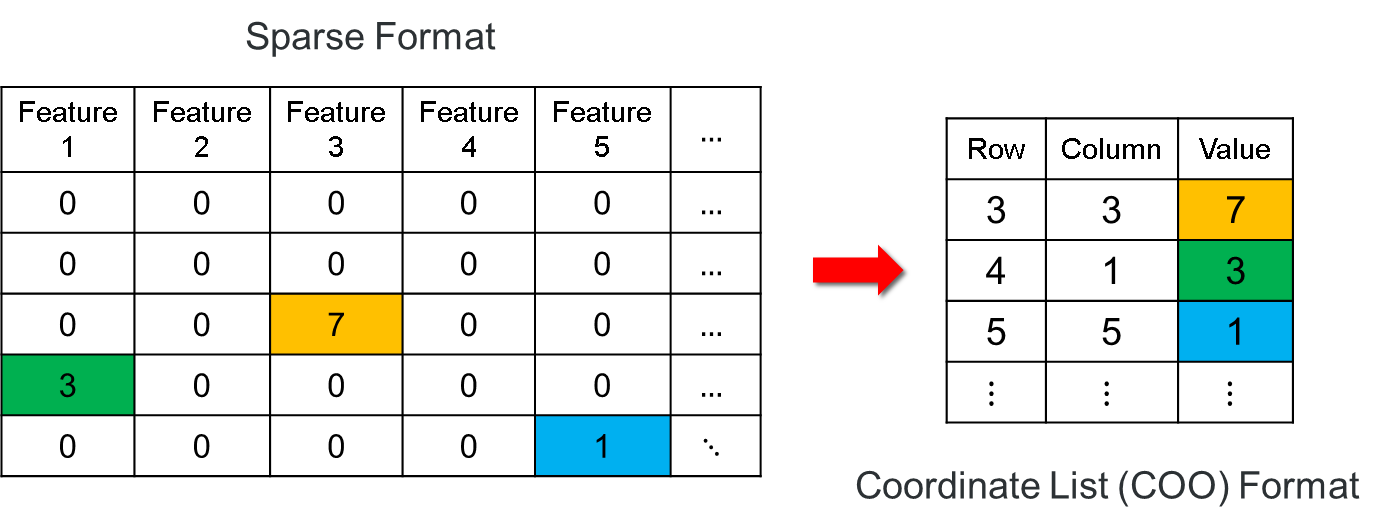 Sparse Format
Feature 1 Feature 2 Feature 3 Feature 4 Feature 5 ...
0 0 0 0 0 ...
0 0 0 0 0 ...
0 0 7 0 0 ...
3 0 0 0 0 ...
0 0 0 0 1 ⋱
Row Column Value
3 3 7
4 1 3
5 5 1
⋮ ⋮ ⋮
Coordinate List (COO) Format